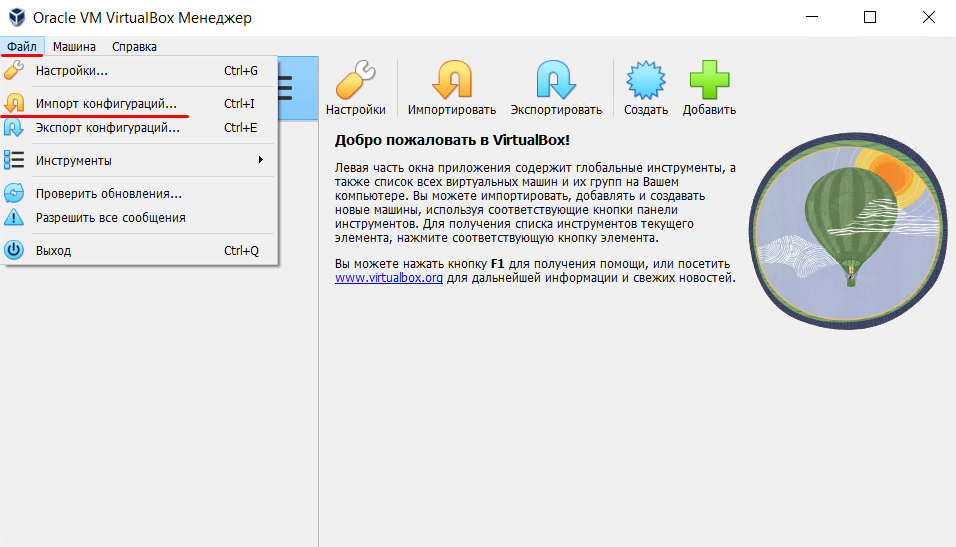 Oracle VM VirtualBox Менеджер
Файл Машина Справка
Настройки... Ctrl+G
Импорт конфигураций... Ctrl+I
Экспорт конфигураций... Ctrl+E
Инструменты
Проверить обновления...
Разрешить все сообщения
Выход Ctrl+Q
Настройки Импортировать Экспортировать Создать Добавить
Добро пожаловать в VirtualBox!
Левая часть окна приложения содержит глобальные инструменты, а
также список всех виртуальных машин и их групп на Вашем
компьютере. Вы можете импортировать, добавлять и создавать
новые машины, используя соответствующие кнопки панели
инструментов. Для получения списка инструментов текущего
элемента, нажмите соответствующую кнопку элемента.
Вы можете нажать кнопку F1 для получения помощи, или посетить
www.virtualbox.org для дальнейшей информации и свежих новостей.